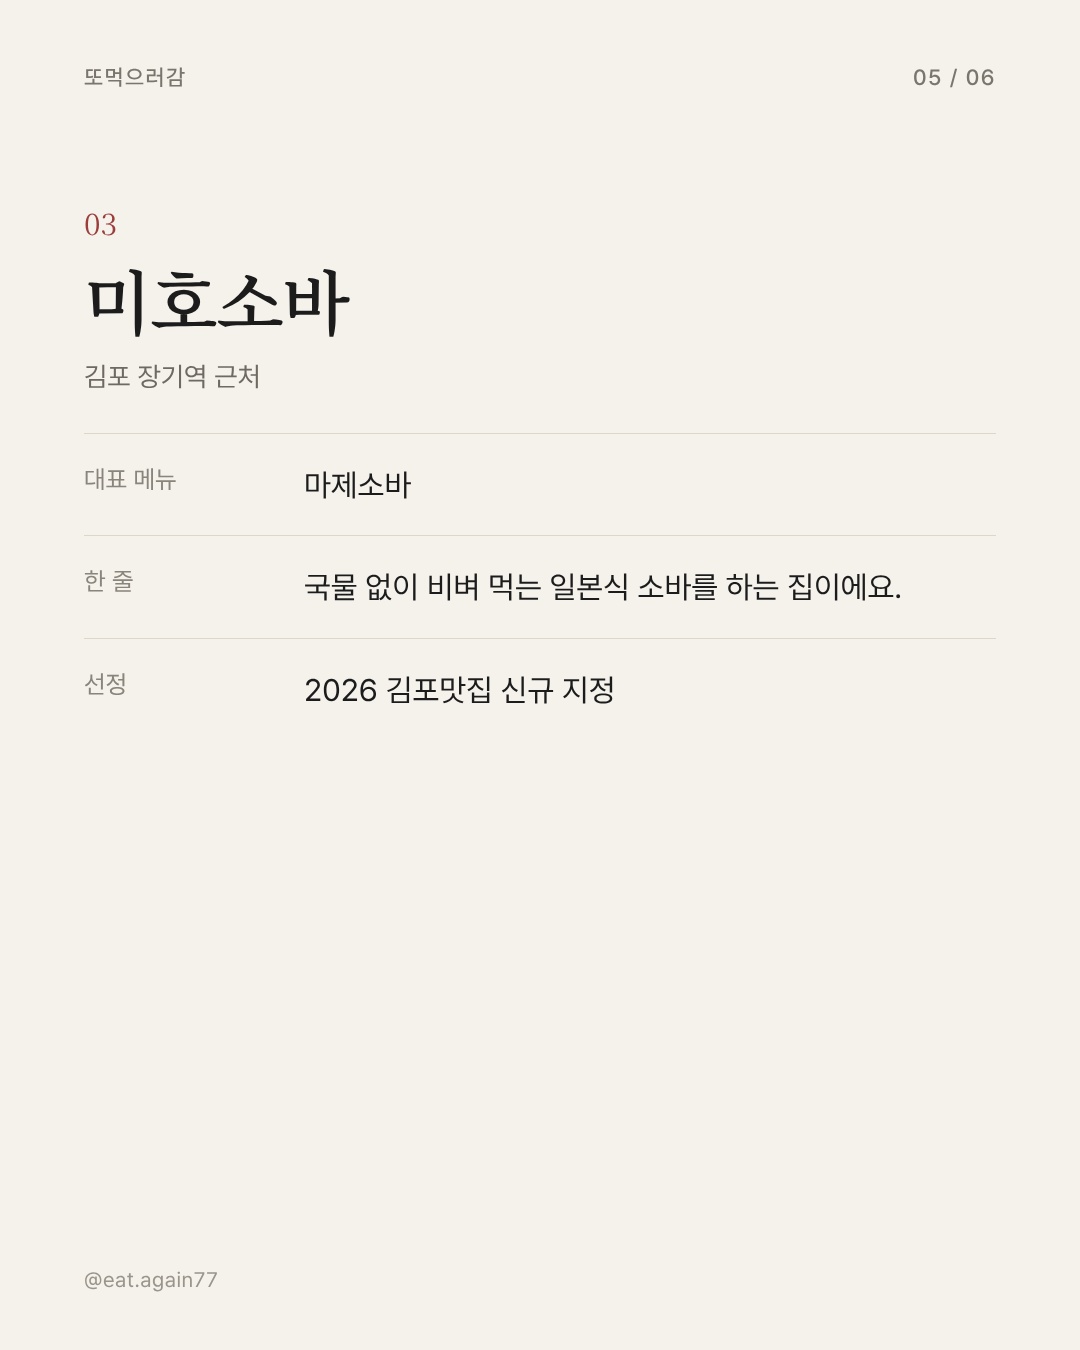 또먹으러감
05 / 06
03
미호소바
김포 장기역 근처
대표 메뉴
마제소바
한 줄
국물 없이 비벼 먹는 일본식 소바를 하는 집이에요.
선정
2026 김포맛집 신규 지정
@eat.again77